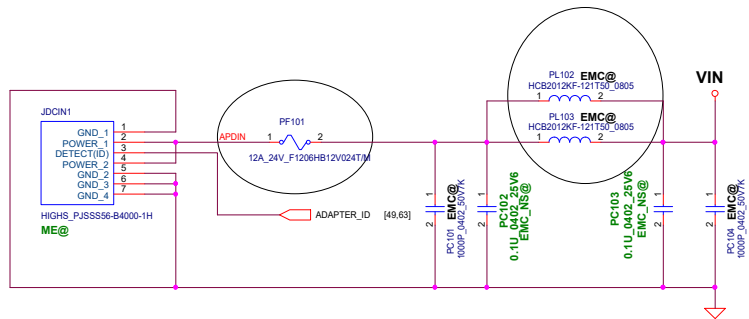 JDCIN1
GND_1 1
POWER_1 2
DETECT(ID) 3
POWER_2 4
GND_2 5
GND_3 6
GND_4 7
HIGHS_PJSSS56-B4000-1H
ME@
APDIN
PF101
1 2
12A_24V_F1206HB12V024T/M
ADAPTER_ID [49,63]
PL102 EMC@
HCB2012KF-121T50_0805
1 2
PL103 EMC@
HCB2012KF-121T50_0805
1 2
VIN
1
2
PC101 EMC@
1000P_0402_50V7K
1
2
PC102
0.1U_0402_25V6
EMC_NS@
1
2
PC103
0.1U_0402_25V6
EMC_NS@
1
2
PC104 EMC@
1000P_0402_50V7K